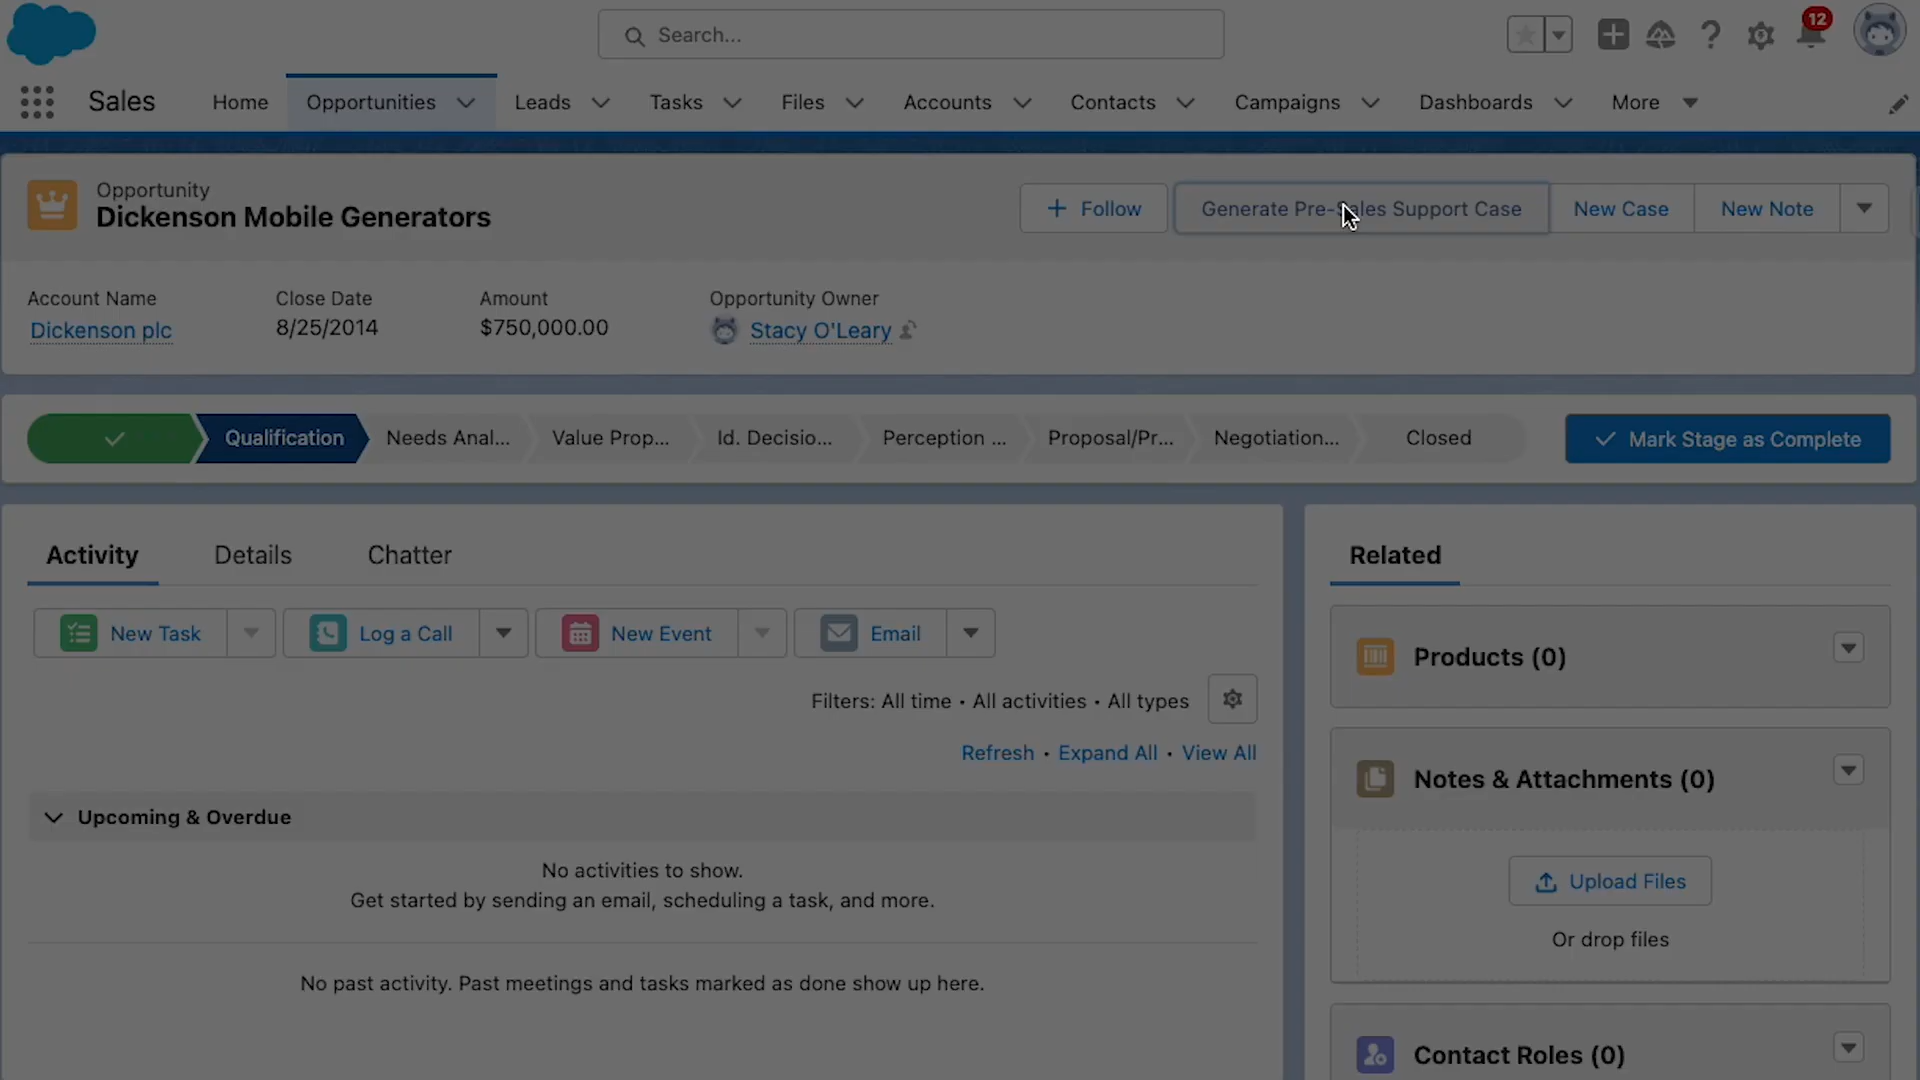 Search...
12
Sales
Home
Opportunities
Leads
Tasks
Files
Accounts
Contacts
Campaigns
Dashboards
More
Opportunity
Dickenson Mobile Generators
Follow
Generate Pre-Sales Support Case
New Case
New Note
Account Name
Close Date
Amount
Opportunity Owner
Dickenson plc
8/25/2014
$750,000.00
Stacy O'Leary
Qualification
Needs Anal...
Value Prop...
Id. Decisio...
Perception ...
Proposal/Pr...
Negotiation...
Closed
Mark Stage as Complete
Activity
Details
Chatter
New Task
Log a Call
New Event
Email
Filters: All time • All activities • All types
Refresh • Expand All • View All
Upcoming & Overdue
No activities to show.
Get started by sending an email, scheduling a task, and more.
No past activity. Past meetings and tasks marked as done show up here.
Related
Products (0)
Notes & Attachments (0)
Upload Files
Or drop files
Contact Roles (0)